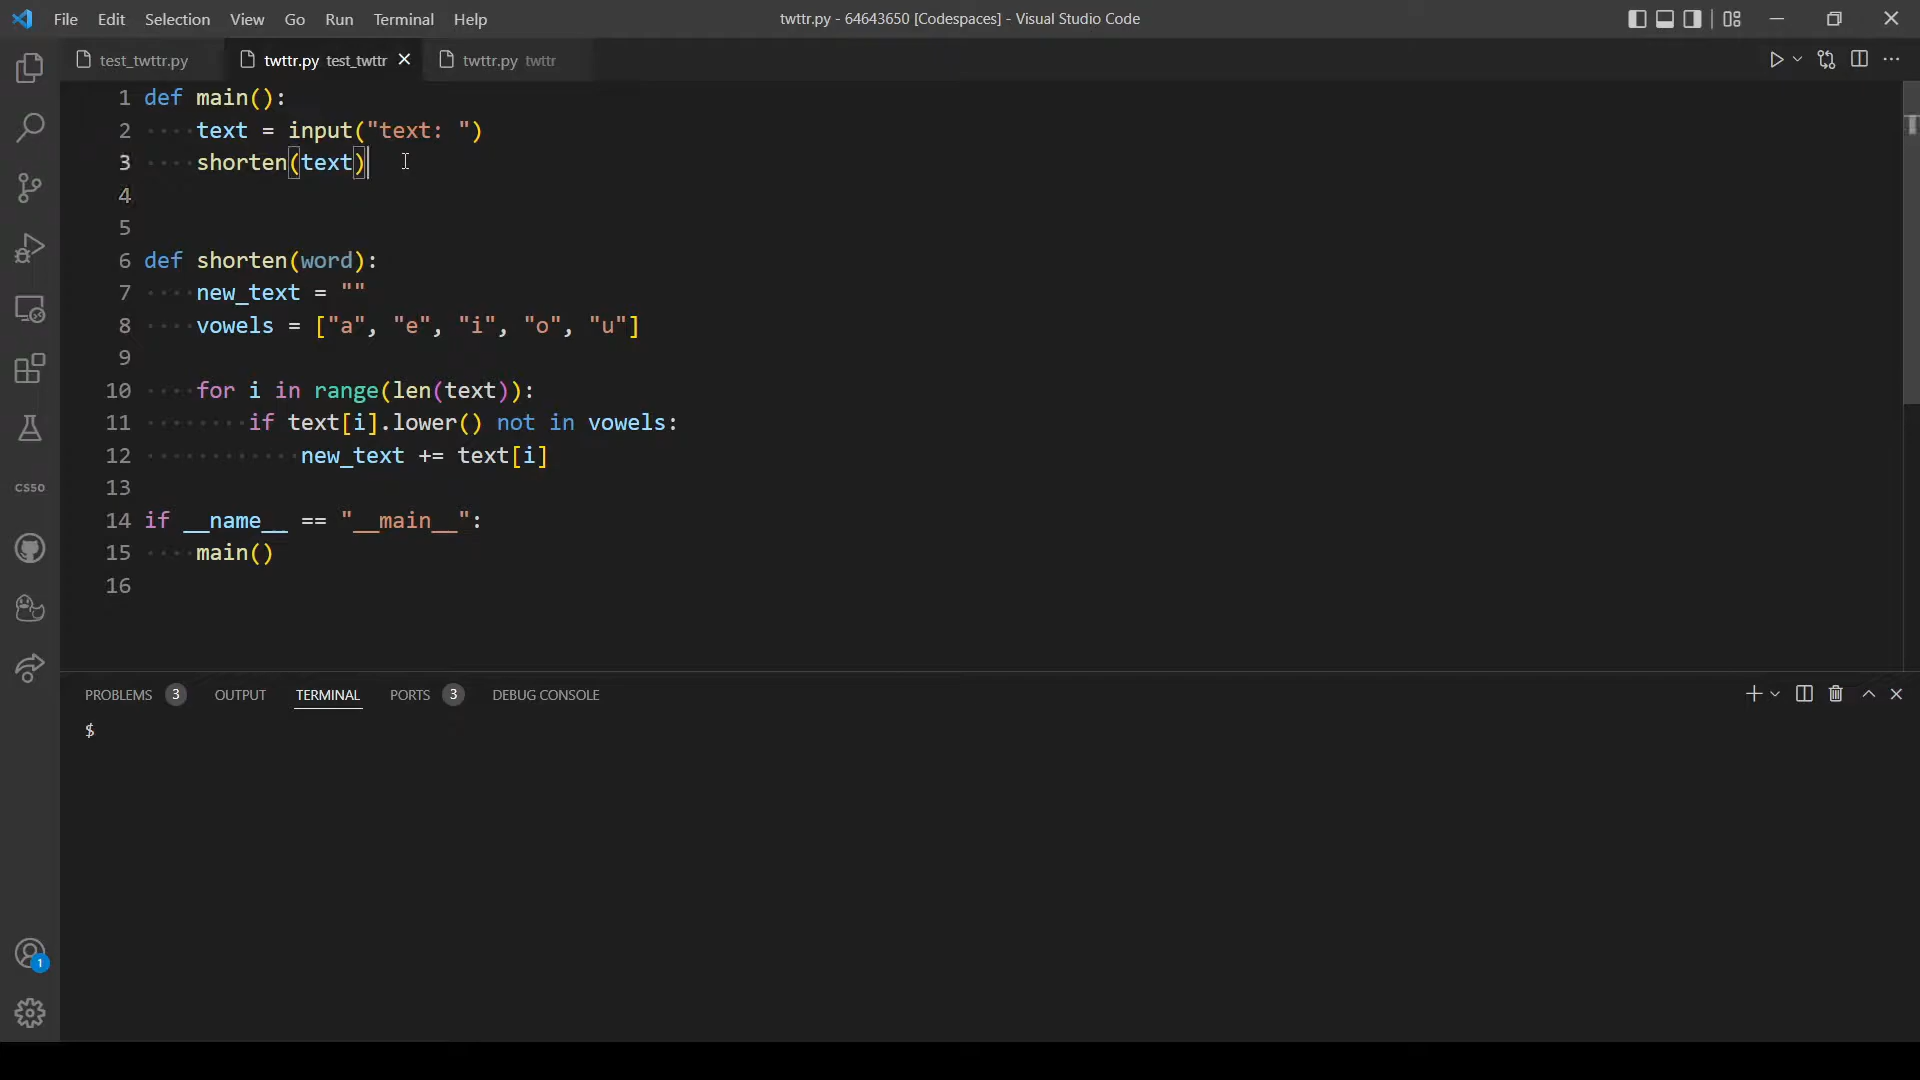 File Edit Selection View Go Run Terminal Help twttr.py - 64643650 [Codespaces] - Visual Studio Code
test_twttr.py twttr.py test_twttr twttr.py twttr
1 def main():
2 ····text = input("text: ")
3 ····shorten(text)
4
5
6 def shorten(word):
7 ····new_text = ""
8 ····vowels = ["a", "e", "i", "o", "u"]
9
10 ····for i in range(len(text)):
11 ········if text[i].lower() not in vowels:
12 ············new_text += text[i]
13
14 if __name__ == "__main__":
15 ····main()
16
CS50
PROBLEMS 3 OUTPUT TERMINAL PORTS 3 DEBUG CONSOLE
$
1